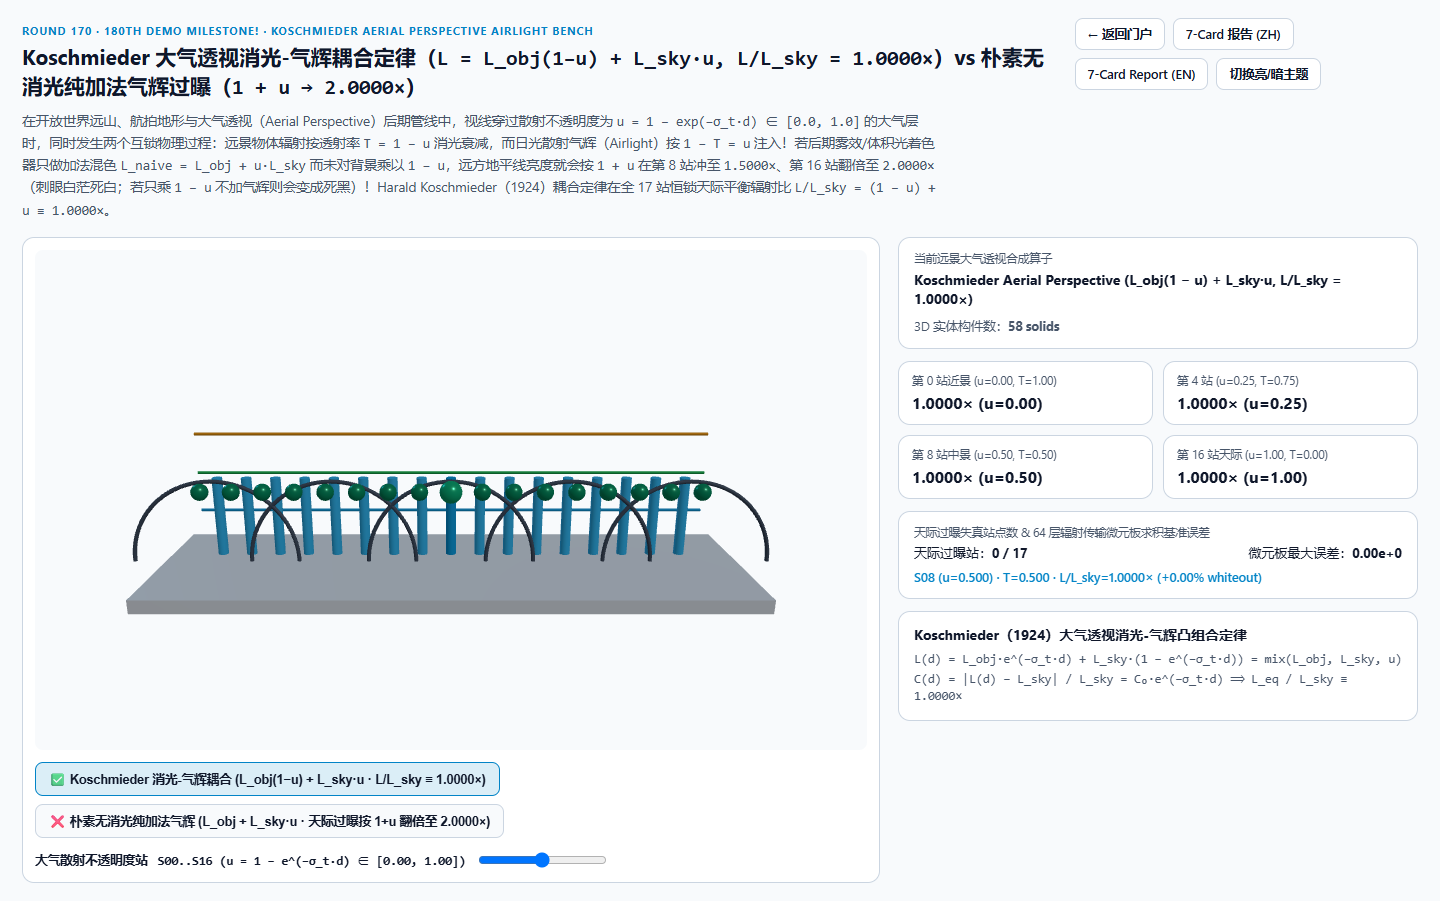 ROUND 170 · 180TH DEMO MILESTONE! · KOSCHMIEDER AERIAL PERSPECTIVE AIRLIGHT BENCH
Koschmieder 大气透视消光-气辉耦合定律（L = L_obj(1−u) + L_sky·u, L/L_sky = 1.0000×）vs 朴素无
消光纯加法气辉过曝（1 + u → 2.0000×）
在开放世界远山、航拍地形与大气透视（Aerial Perspective）后期管线中，视线穿过散射不透明度为 u = 1 − exp(−σ_t·d) ∈ [0.0, 1.0] 的大气层
时，同时发生两个互锁物理过程：远景物体辐射按透射率 T = 1 − u 消光衰减，而日光散射气辉（Airlight）按 1 − T = u 注入！若后期雾效/体积光着色
器只做加法混色 L_naive = L_obj + u·L_sky 而未对背景乘以 1 − u，远方地平线亮度就会按 1 + u 在第 8 站冲至 1.5000×、第 16 站翻倍至 2.0000×
（刺眼白茫死白；若只乘 1 − u 不加气辉则会变成死黑）！Harald Koschmieder（1924）耦合定律在全 17 站恒锁天际平衡辐射比 L/L_sky = (1 − u) +
u ≡ 1.0000×。
← 返回门户
7-Card 报告 (ZH)
7-Card Report (EN)
切换亮/暗主题
✅ Koschmieder 消光-气辉耦合 (L_obj(1−u) + L_sky·u · L/L_sky ≡ 1.0000×)
❌ 朴素无消光纯加法气辉 (L_obj + L_sky·u · 天际过曝按 1+u 翻倍至 2.0000×)
大气散射不透明度站 S00..S16 (u = 1 − e^(−σ_t·d) ∈ [0.00, 1.00])
当前远景大气透视合成算子
Koschmieder Aerial Perspective (L_obj(1 − u) + L_sky·u, L/L_sky =
1.0000×)
3D 实体构件数：58 solids
第 0 站近景 (u=0.00, T=1.00)
1.0000× (u=0.00)
第 4 站 (u=0.25, T=0.75)
1.0000× (u=0.25)
第 8 站中景 (u=0.50, T=0.50)
1.0000× (u=0.50)
第 16 站天际 (u=1.00, T=0.00)
1.0000× (u=1.00)
天际过曝失真站点数 & 64 层辐射传输微元板求积基准误差
天际过曝站：0 / 17
微元板最大误差：0.00e+0
S08 (u=0.500) · T=0.500 · L/L_sky=1.0000× (+0.00% whiteout)
Koschmieder（1924）大气透视消光-气辉凸组合定律
L(d) = L_obj·e^(−σ_t·d) + L_sky·(1 − e^(−σ_t·d)) = mix(L_obj, L_sky, u)
C(d) = |L(d) − L_sky| / L_sky = C₀·e^(−σ_t·d) ⟹ L_eq / L_sky ≡
1.0000×